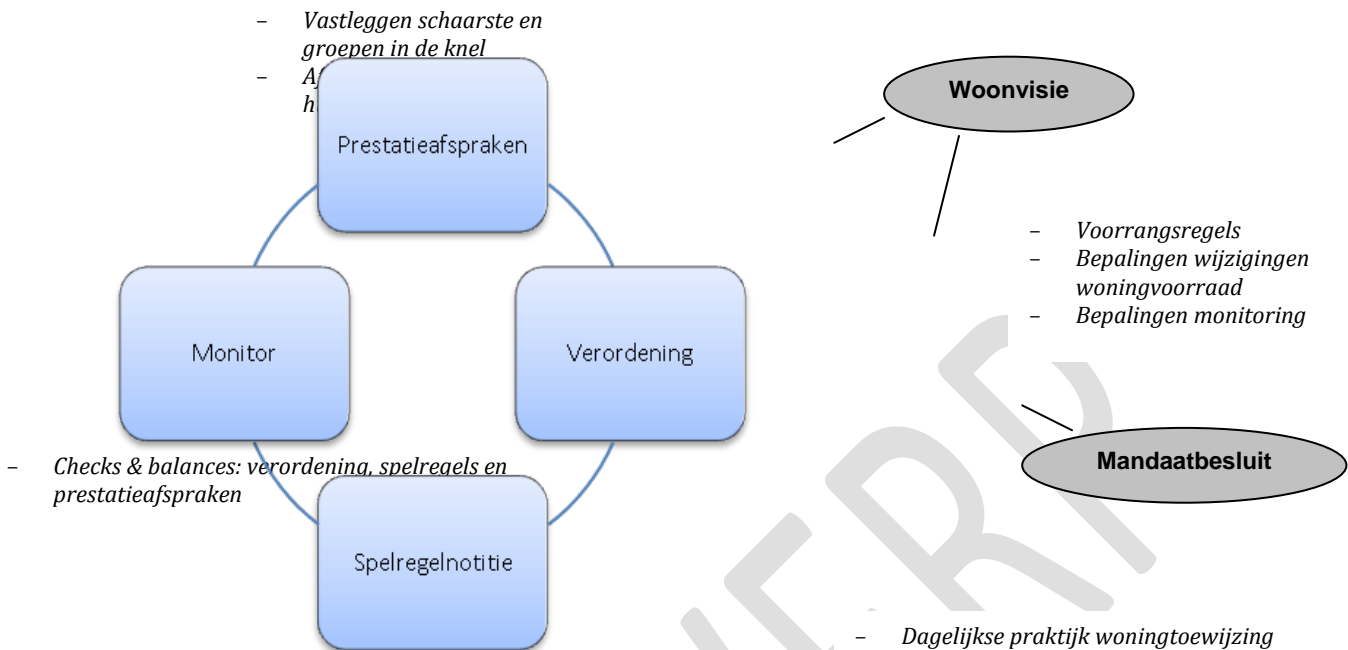 – Vastleggen schaarste en
groepen in de knel
–
Prestatieafspraken
Woonvisie
– Voorrangsregels
– Bepalingen wijzigingen
woningvoorraad
– Bepalingen monitoring
Monitor
Verordening
– Checks & balances: verordening, spelregels en
prestatieafspraken
Mandaatbesluit
Spelregelnotitie
– Dagelijkse praktijk woningtoewijzing